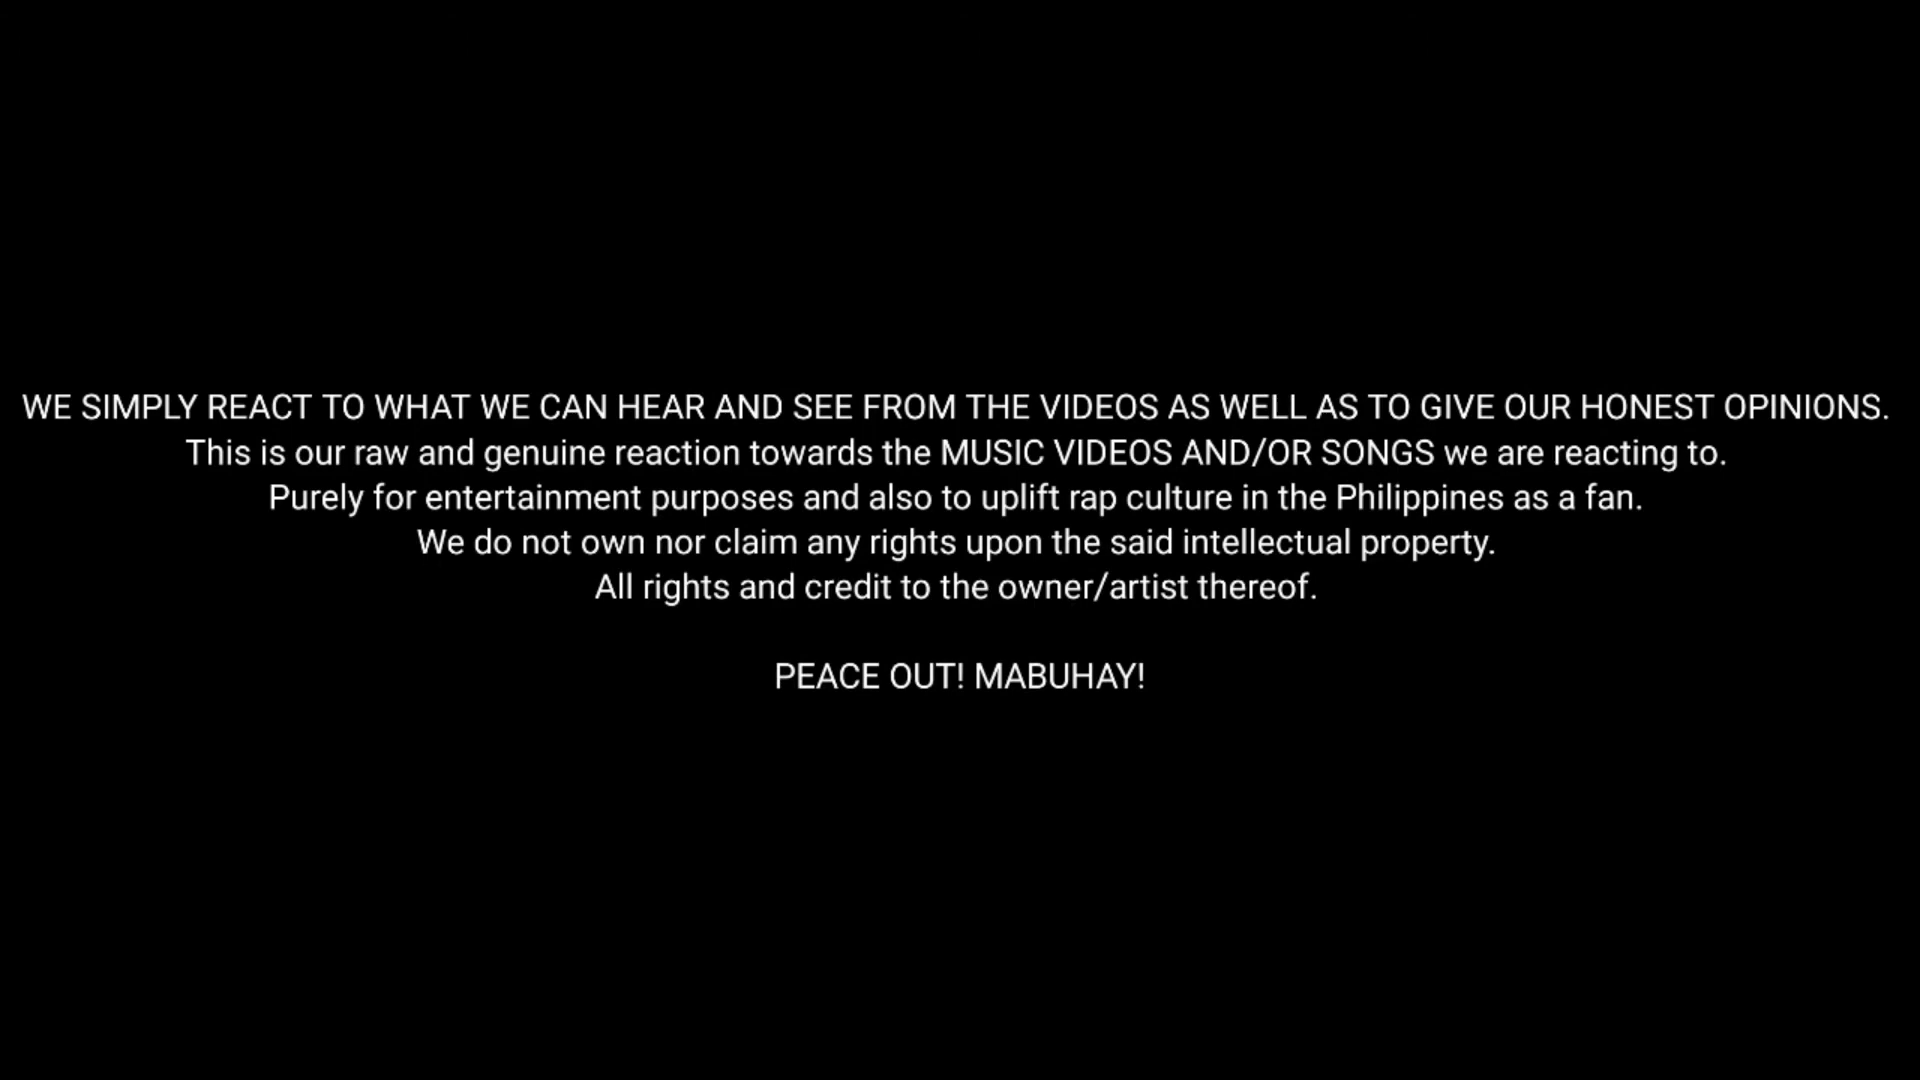 WE SIMPLY REACT TO WHAT WE CAN HEAR AND SEE FROM THE VIDEOS AS WELL AS TO GIVE OUR HONEST OPINIONS.
This is our raw and genuine reaction towards the MUSIC VIDEOS AND/OR SONGS we are reacting to.
Purely for entertainment purposes and also to uplift rap culture in the Philippines as a fan.
We do not own nor claim any rights upon the said intellectual property.
All rights and credit to the owner/artist thereof.
PEACE OUT! MABUHAY!